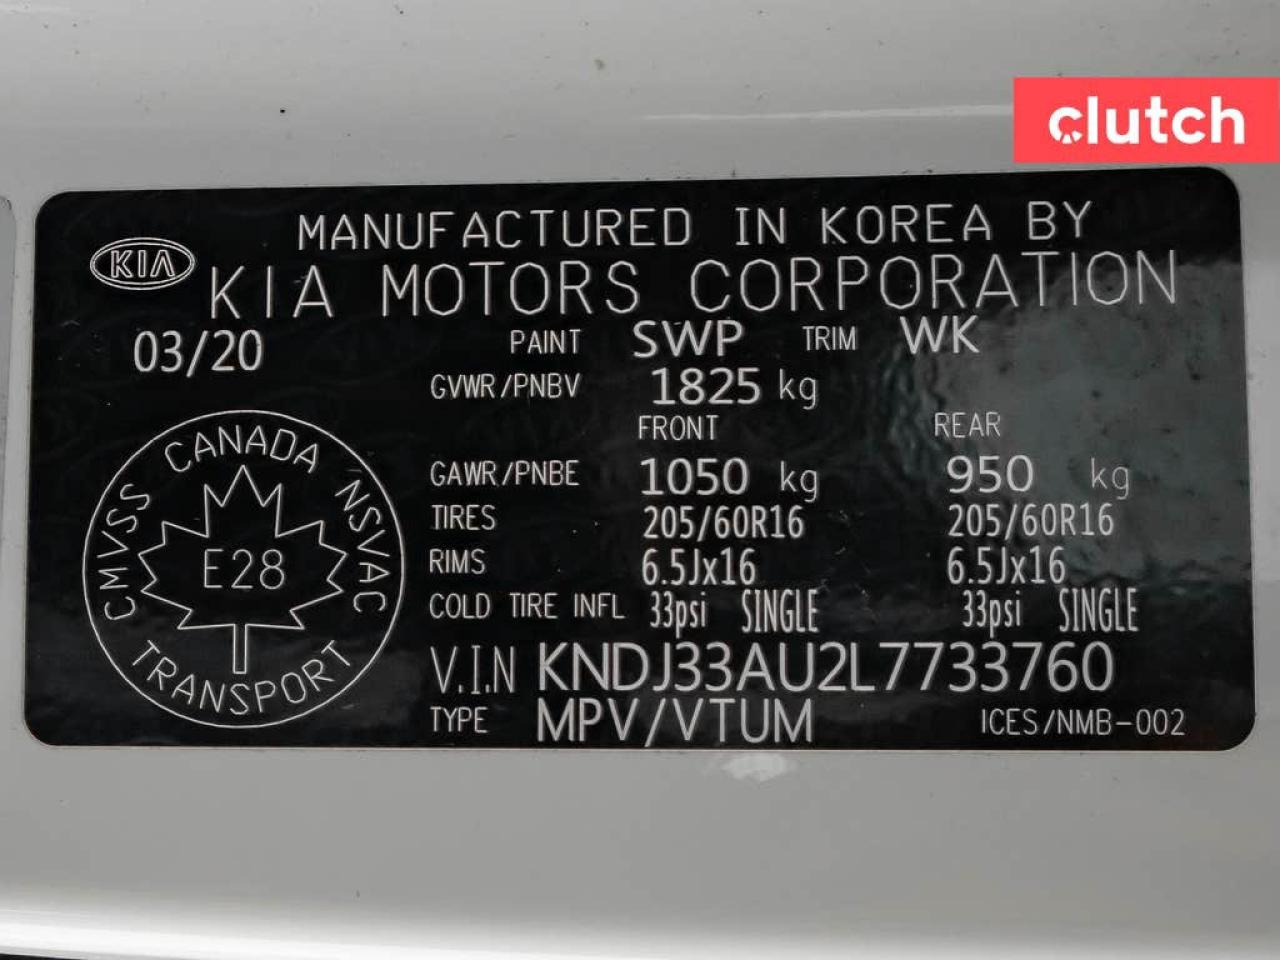 clutch
MANUFACTURED IN KOREA BY
KIA KIA MOTORS CORPORATION
03/20 PAINT SWP TRIM WK
GVWR/PNBV 1825 kg
FRONT REAR
GAWR/PNBE 1050 kg 950 kg
TIRES 205/60R16 205/60R16
RIMS 6.5Jx16 6.5Jx16
COLD TIRE INFL 33psi SINGLE 33psi SINGLE
V.I.N KNDJ33AU2L7733760
TYPE MPV/VTUM ICES/NMB-002
CANADA
CMVSS NSVAC
E28
TRANSPORT